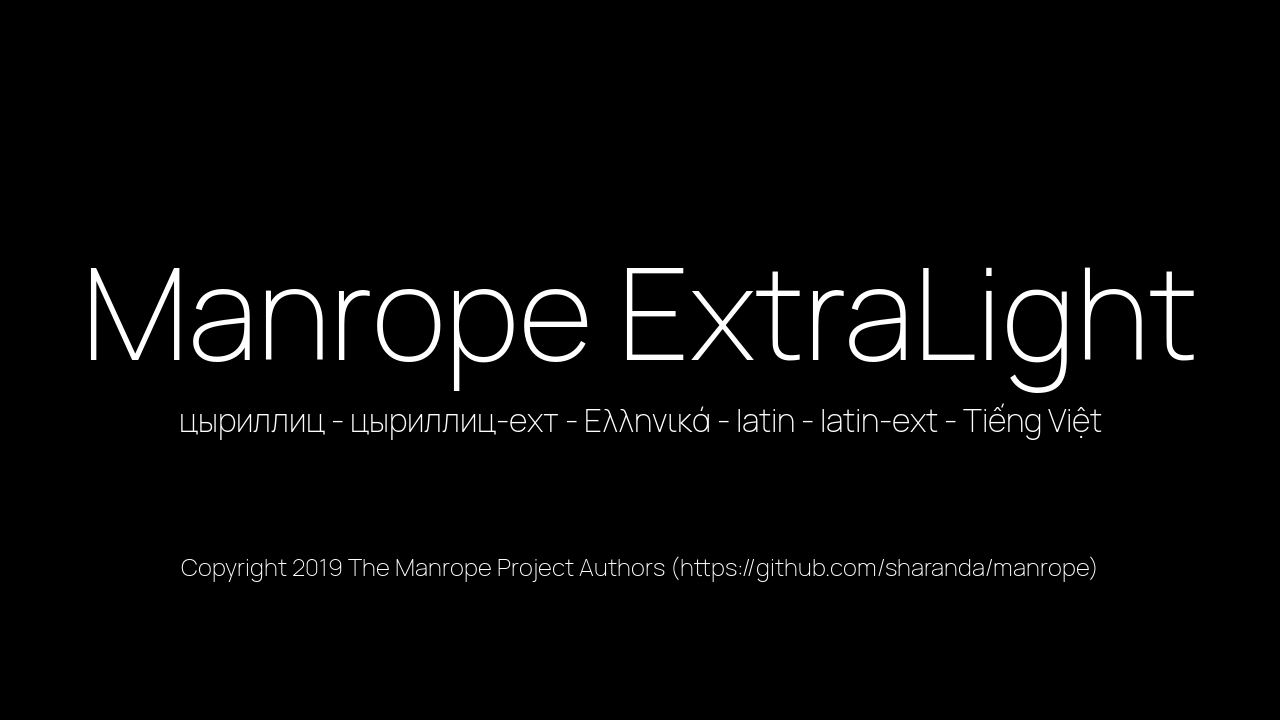 Manrope ExtraLight
цыриллиц - цыриллиц-ехт - Ελληνικά - latin - latin-ext - Tiếng Việt
Copyright 2019 The Manrope Project Authors (https://github.com/sharanda/manrope)